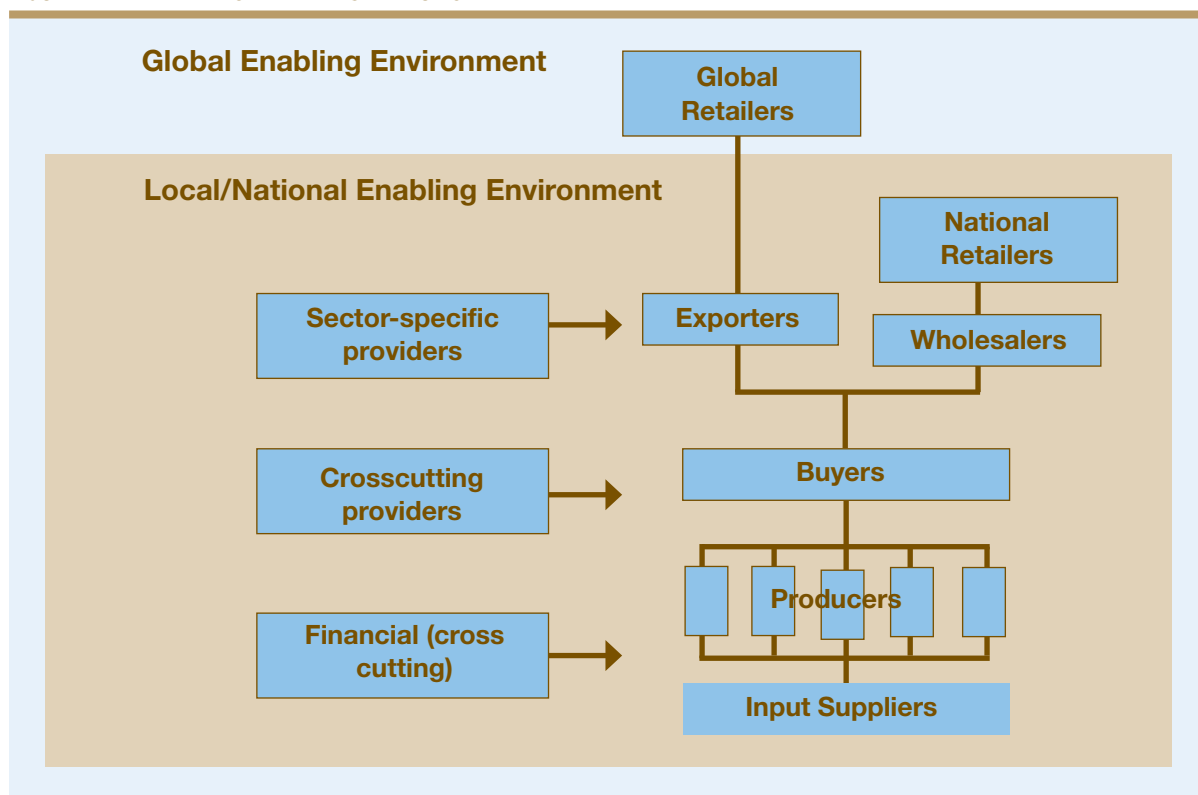 Global Enabling Environment
Global
Retailers
Local/National Enabling Environment
National
Retailers
Sector-specific
providers
Exporters
Wholesalers
Crosscutting
providers
Buyers
Producers
Financial (cross
cutting)
Input Suppliers